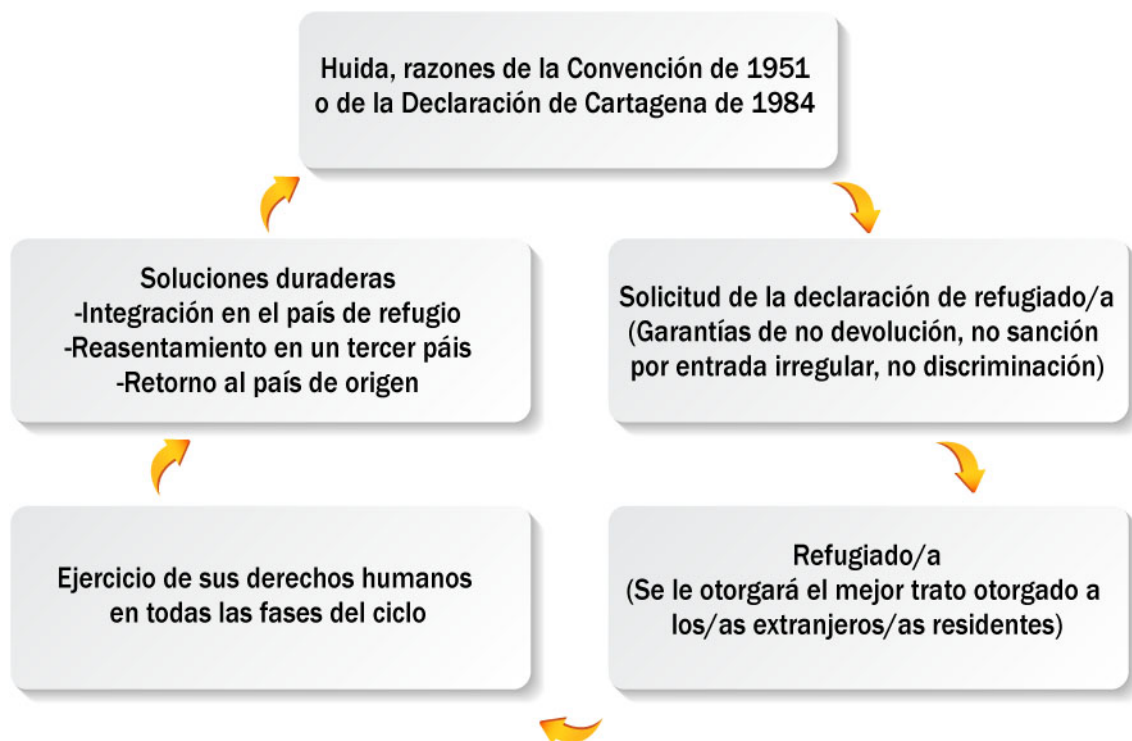 Huida, razones de la Convención de 1951
o de la Declaración de Cartagena de 1984
Solicitud de la declaración de refugiado/a
(Garantías de no devolución, no sanción
por entrada irregular, no discriminación)
Refugiado/a
(Se le otorgará el mejor trato otorgado a
los/as extranjeros/as residentes)
Ejercicio de sus derechos humanos
en todas las fases del ciclo
Soluciones duraderas
-Integración en el país de refugio
-Reasentamiento en un tercer páis
-Retorno al país de origen